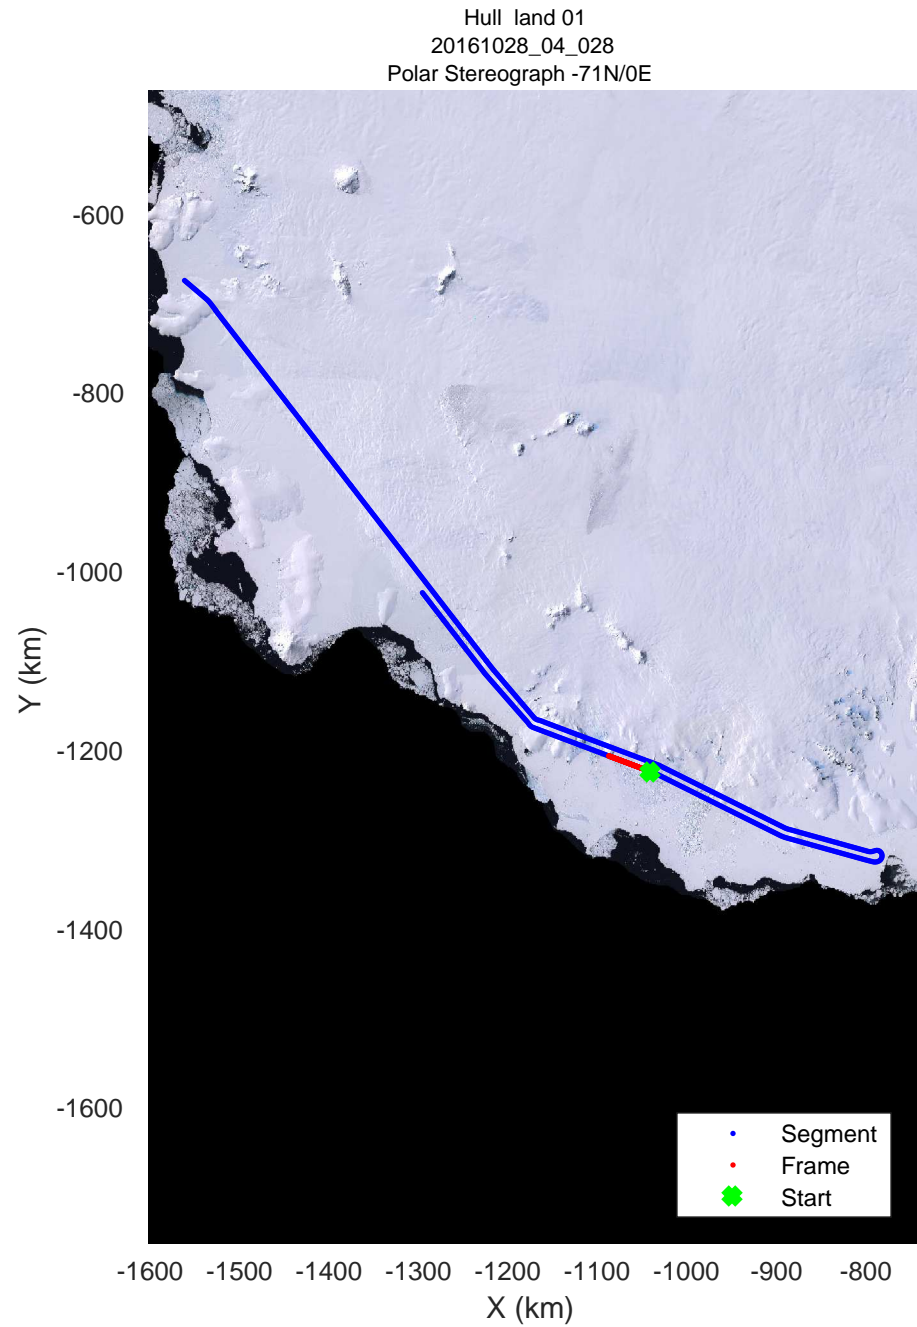 Hull land 01
20161028_04_028
Polar Stereograph -71N/0E
-600
-800
-1000
-1200
-1400
-1600
Y (km)
Segment
Frame
Start
-1600 -1500 -1400 -1300 -1200 -1100 -1000 -900 -800
X (km)